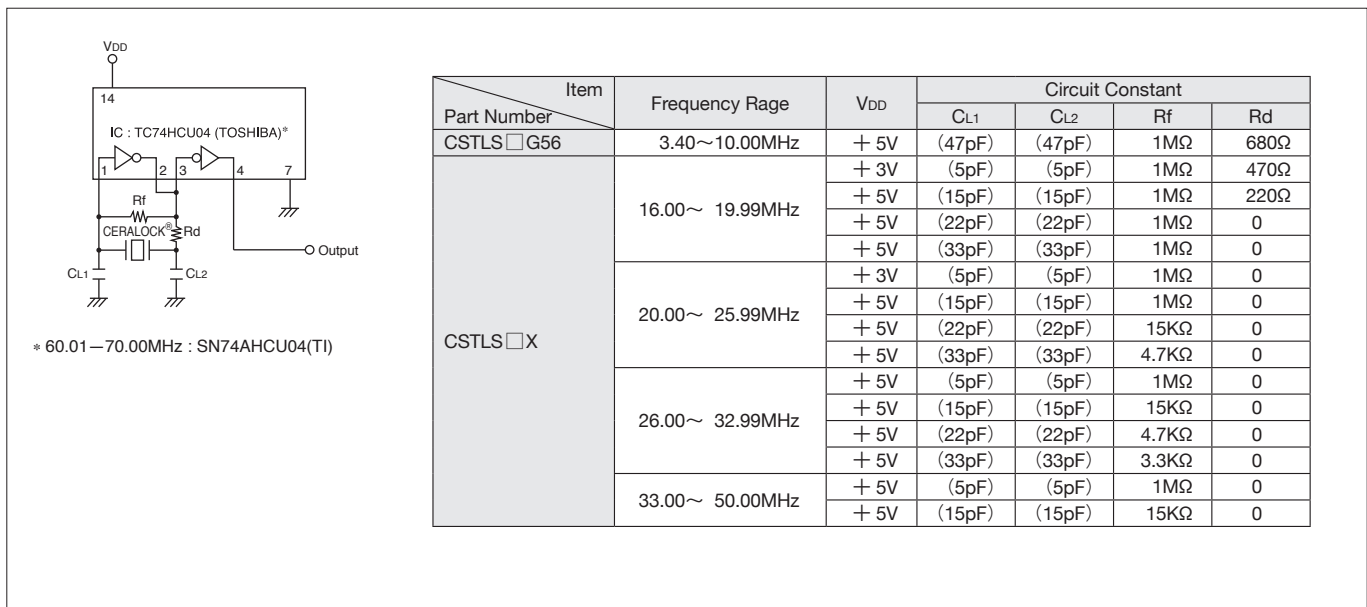 VDD
14
IC : TC74HCU04 (TOSHIBA)*
1 2 3 4 7
Rf
CERALOCK® Rd
Output
CL1 CL2
* 60.01—70.00MHz : SN74AHCU04(TI)
Item
Part Number
Frequency Rage
VDD
Circuit Constant
CL1 CL2 Rf Rd
CSTLS□G56 3.40～10.00MHz ＋5V （47pF） （47pF） 1MΩ 680Ω
CSTLS□X
16.00～ 19.99MHz
＋3V （5pF） （5pF） 1MΩ 470Ω
＋5V （15pF） （15pF） 1MΩ 220Ω
＋5V （22pF） （22pF） 1MΩ 0
＋5V （33pF） （33pF） 1MΩ 0
20.00～ 25.99MHz
＋3V （5pF） （5pF） 1MΩ 0
＋5V （15pF） （15pF） 1MΩ 0
＋5V （22pF） （22pF） 15KΩ 0
＋5V （33pF） （33pF） 4.7KΩ 0
26.00～ 32.99MHz
＋5V （5pF） （5pF） 1MΩ 0
＋5V （15pF） （15pF） 15KΩ 0
＋5V （22pF） （22pF） 4.7KΩ 0
＋5V （33pF） （33pF） 3.3KΩ 0
33.00～ 50.00MHz
＋5V （5pF） （5pF） 1MΩ 0
＋5V （15pF） （15pF） 15KΩ 0